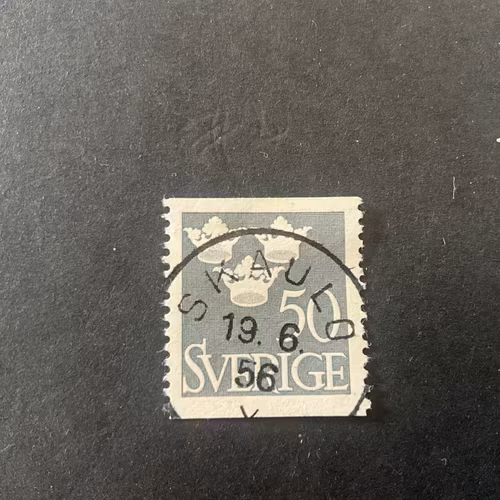 SKAULO
50
19. 6.
56
SVERIGE